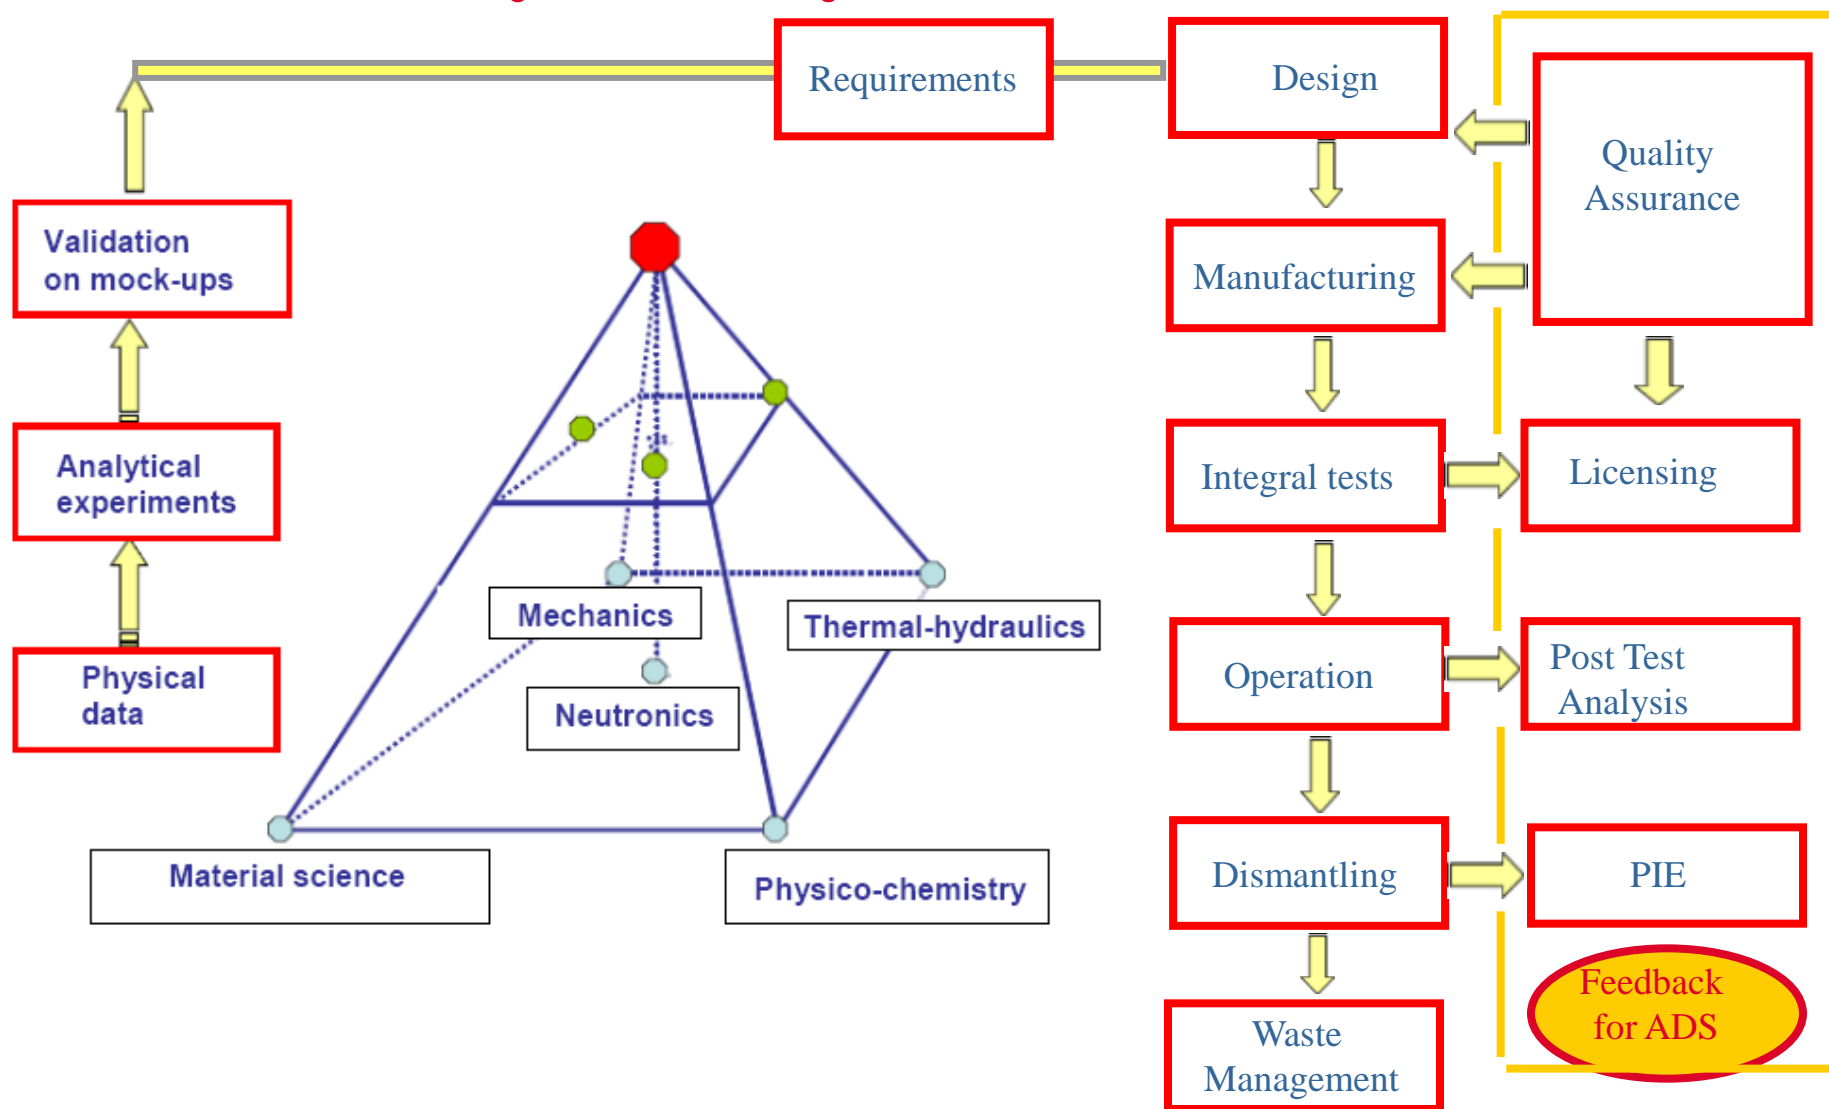 Requirements
Design
Quality
Assurance
Validation
on mock-ups
Manufacturing
Analytical
experiments
Integral tests
Licensing
Mechanics
Thermal-hydraulics
Physical
data
Neutronics
Operation
Post Test
Analysis
Material science
Physico-chemistry
Dismantling
PIE
Feedback
for ADS
Waste
Management